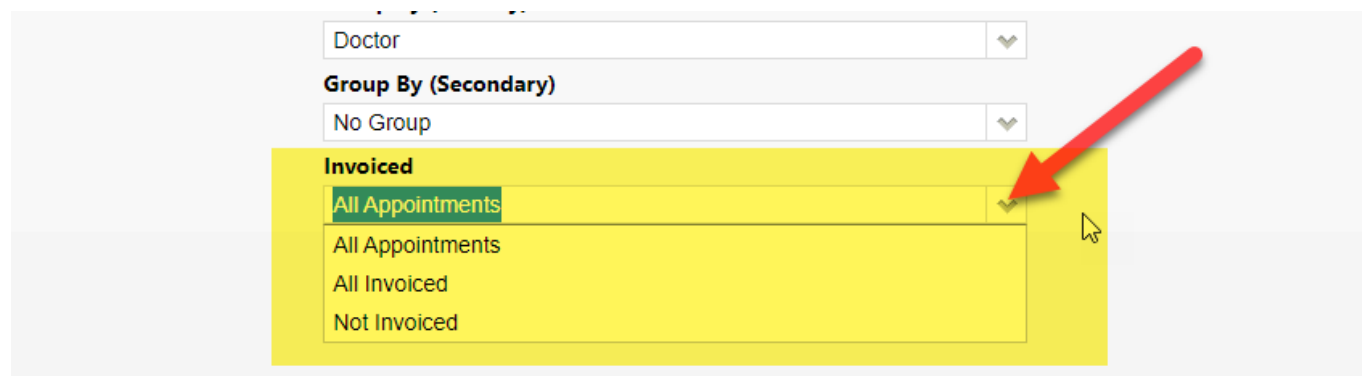 Doctor
Group By (Secondary)
No Group
Invoiced
All Appointments
All Appointments
All Invoiced
Not Invoiced